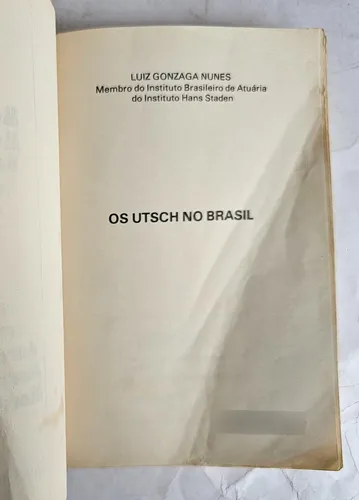 LUIZ GONZAGA NUNES
Membro do Instituto Brasileiro de Atuária
do Instituto Hans Staden
OS UTSCH NO BRASIL